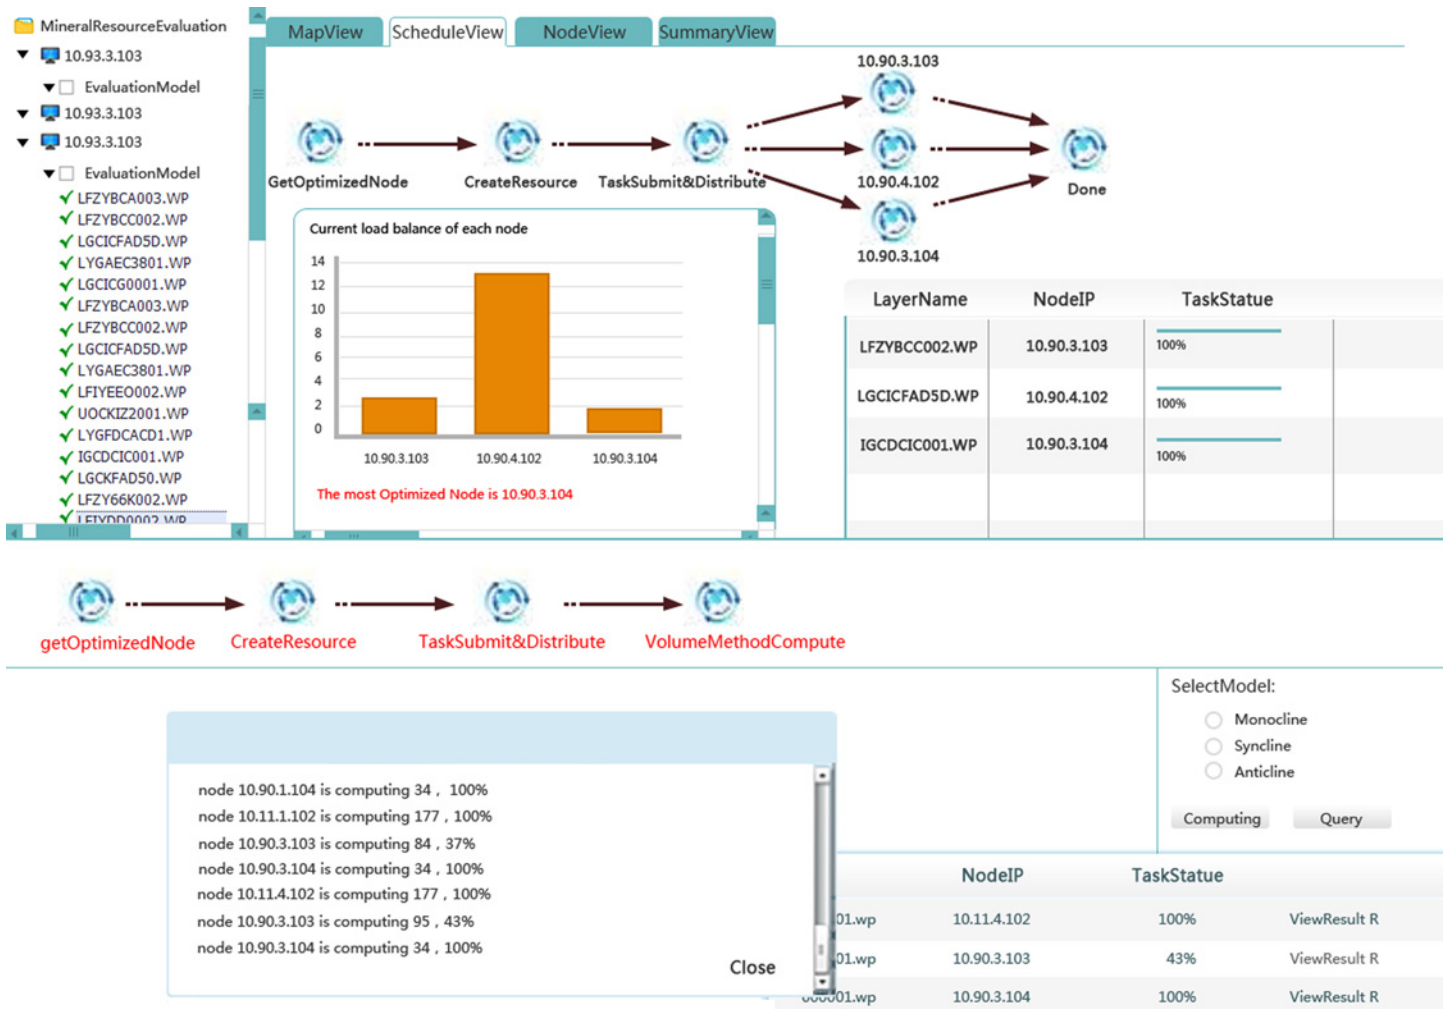 MineralResourceEvaluation
10.93.3.103
EvaluationModel
10.93.3.103
10.93.3.103
EvaluationModel
LFZYBCA003.WP
LFZYBCC002.WP
LGCICFAD5D.WP
LYGAEC3801.WP
LGCICG0001.WP
LFZYBCA003.WP
LFZYBCC002.WP
LGCICFAD5D.WP
LYGAEC3801.WP
LFIYEEO002.WP
UOCKIZ2001.WP
LYGFDCACD1.WP
IGCDCIC001.WP
LGCKFAD50.WP
LFZY66K002.WP
LFIYDD0002.WP
MapView ScheduleView NodeView SummaryView
GetOptimizedNode CreateResource TaskSubmit&Distribute
10.90.3.103
10.90.4.102
10.90.3.104
Done
Current load balance of each node
14
12
10
8
6
4
2
0
10.90.3.103 10.90.4.102 10.90.3.104
The most Optimized Node is 10.90.3.104
LayerName NodeIP TaskStatue
LFZYBCC002.WP 10.90.3.103 100%
LGCICFAD5D.WP 10.90.4.102 100%
IGCDCIC001.WP 10.90.3.104 100%
getOptimizedNode CreateResource TaskSubmit&Distribute VolumeMethodCompute
SelectModel:
Monocline
Syncline
Anticline
Computing Query
node 10.90.1.104 is computing 34 , 100%
node 10.11.1.102 is computing 177 , 100%
node 10.90.3.103 is computing 84 , 37%
node 10.90.3.104 is computing 34 , 100%
node 10.11.4.102 is computing 177 , 100%
node 10.90.3.103 is computing 95 , 43%
node 10.90.3.104 is computing 34 , 100%
Close
NodeIP TaskStatue
01.wp 10.11.4.102 100% ViewResult R
01.wp 10.90.3.103 43% ViewResult R
000001.wp 10.90.3.104 100% ViewResult R